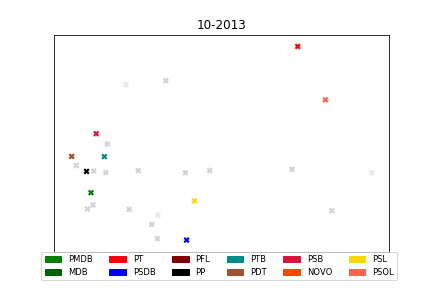 10-2013
PMDB PT PFL PTB PSB PSL
MDB PSDB PP PDT NOVO PSOL